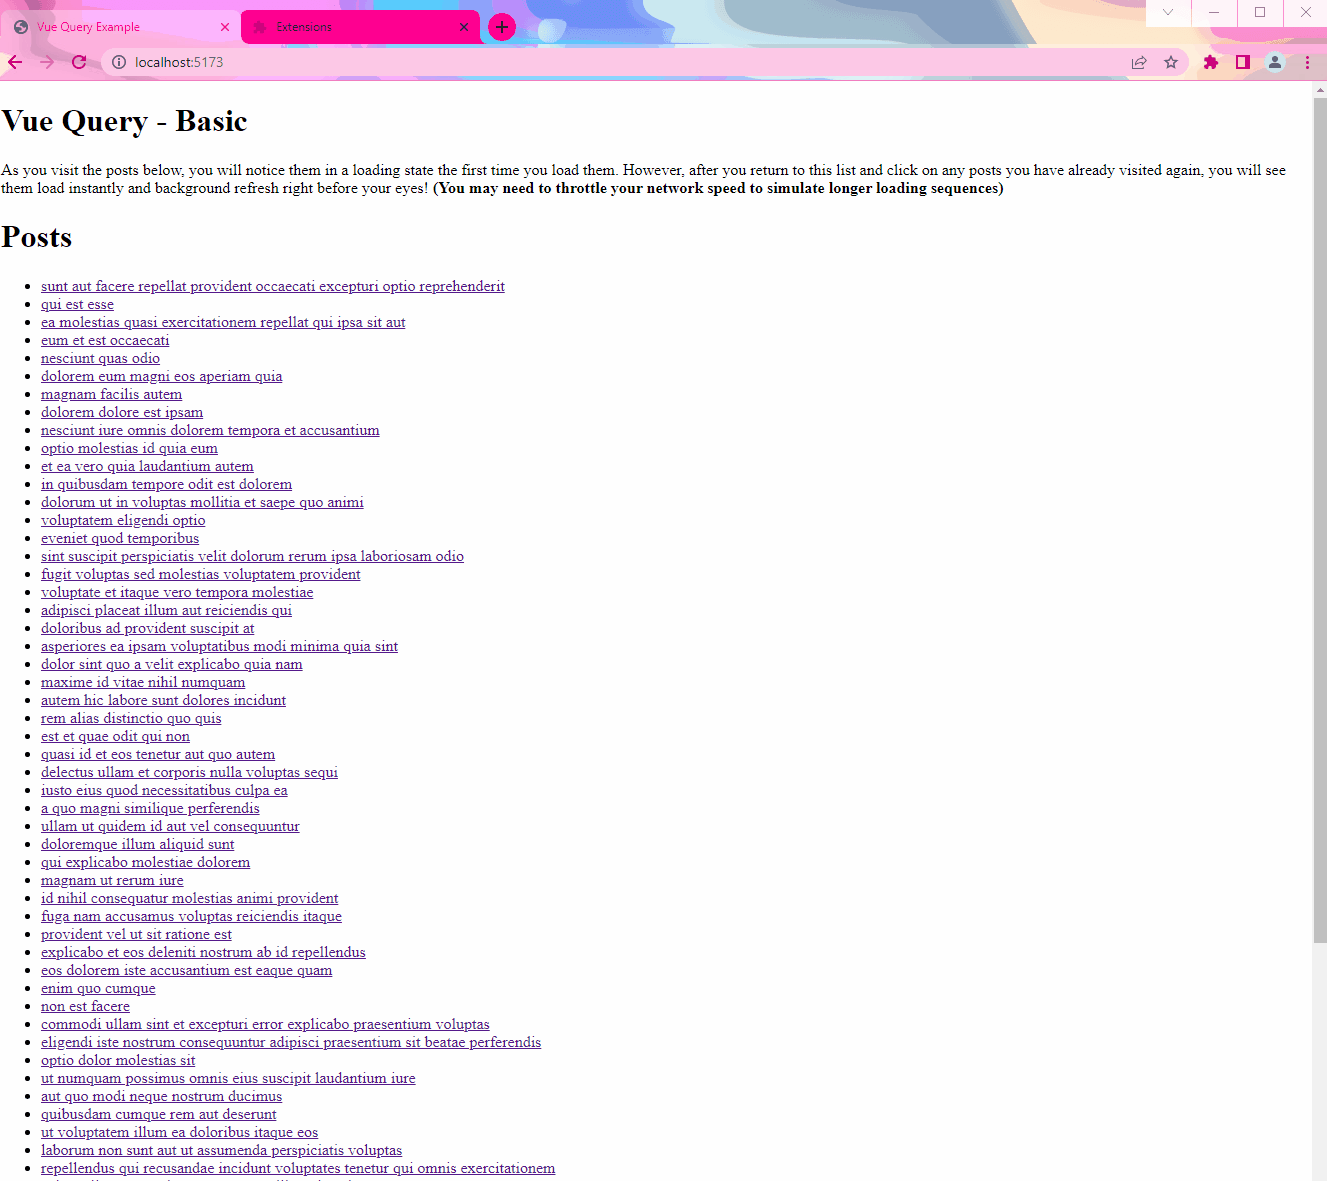 Vue Query Example
Extensions
localhost:5173
Vue Query - Basic
As you visit the posts below, you will notice them in a loading state the first time you load them. However, after you return to this list and click on any posts you have already visited again, you will see
them load instantly and background refresh right before your eyes! (You may need to throttle your network speed to simulate longer loading sequences)
Posts
sunt aut facere repellat provident occaecati excepturi optio reprehenderit
qui est esse
ea molestias quasi exercitationem repellat qui ipsa sit aut
eum et est occaecati
nesciunt quas odio
dolorem eum magni eos aperiam quia
magnam facilis autem
dolorem dolore est ipsam
nesciunt iure omnis dolorem tempora et accusantium
optio molestias id quia eum
et ea vero quia laudantium autem
in quibusdam tempore odit est dolorem
dolorum ut in voluptas mollitia et saepe quo animi
voluptatem eligendi optio
eveniet quod temporibus
sint suscipit perspiciatis velit dolorum rerum ipsa laboriosam odio
fugit voluptas sed molestias voluptatem provident
voluptate et itaque vero tempora molestiae
adipisci placeat illum aut reiciendis qui
doloribus ad provident suscipit at
asperiores ea ipsam voluptatibus modi minima quia sint
dolor sint quo a velit explicabo quia nam
maxime id vitae nihil numquam
autem hic labore sunt dolores incidunt
rem alias distinctio quo quis
est et quae odit qui non
quasi id et eos tenetur aut quo autem
delectus ullam et corporis nulla voluptas sequi
iusto eius quod necessitatibus culpa ea
a quo magni similique perferendis
ullam ut quidem id aut vel consequuntur
doloremque illum aliquid sunt
qui explicabo molestiae dolorem
magnam ut rerum iure
id nihil consequatur molestias animi provident
fuga nam accusamus voluptas reiciendis itaque
provident vel ut sit ratione est
explicabo et eos deleniti nostrum ab id repellendus
eos dolorem iste accusantium est eaque quam
enim quo cumque
non est facere
commodi ullam sint et excepturi error explicabo praesentium voluptas
eligendi iste nostrum consequuntur adipisci praesentium sit beatae perferendis
optio dolor molestias sit
ut numquam possimus omnis eius suscipit laudantium iure
aut quo modi neque nostrum ducimus
quibusdam cumque rem aut deserunt
ut voluptatem illum ea doloribus itaque eos
laborum non sunt aut ut assumenda perspiciatis voluptas
repellendus qui recusandae incidunt voluptates tenetur qui omnis exercitationem